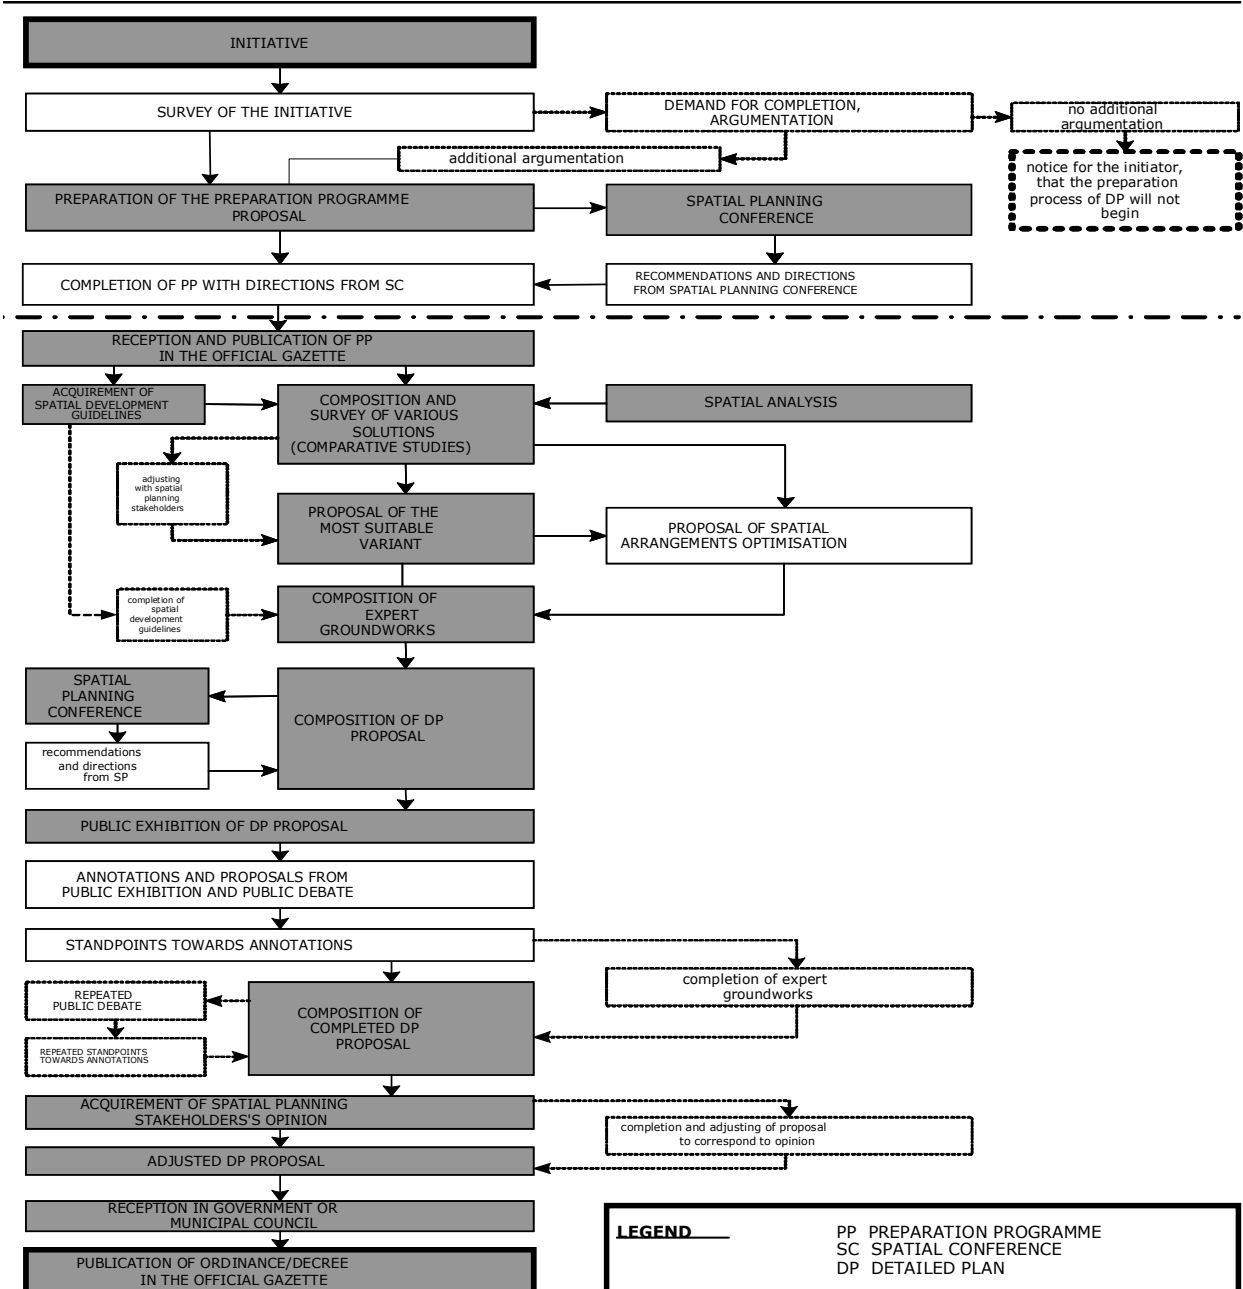 INITIATIVE
SURVEY OF THE INITIATIVE
DEMAND FOR COMPLETION,
ARGUMENTATION
no additional
argumentation
additional argumentation
notice for the initiator,
that the preparation
process of DP will not
begin
PREPARATION OF THE PREPARATION PROGRAMME
PROPOSAL
SPATIAL PLANNING
CONFERENCE
COMPLETION OF PP WITH DIRECTIONS FROM SC
RECOMMENDATIONS AND DIRECTIONS
FROM SPATIAL PLANNING CONFERENCE
RECEPTION AND PUBLICATION OF PP
IN THE OFFICIAL GAZETTE
ACQUIREMENT OF
SPATIAL DEVELOPMENT
GUIDELINES
COMPOSITION AND
SURVEY OF VARIOUS
SOLUTIONS
(COMPARATIVE STUDIES)
SPATIAL ANALYSIS
adjusting
with spatial
planning
stakeholders
PROPOSAL OF THE
MOST SUITABLE
VARIANT
PROPOSAL OF SPATIAL
ARRANGEMENTS OPTIMISATION
completion of
spatial
development
guidelines
COMPOSITION OF
EXPERT
GROUNDWORKS
SPATIAL
PLANNING
CONFERENCE
COMPOSITION OF DP
PROPOSAL
recommendations
and directions
from SP
PUBLIC EXHIBITION OF DP PROPOSAL
ANNOTATIONS AND PROPOSALS FROM
PUBLIC EXHIBITION AND PUBLIC DEBATE
STANDPOINTS TOWARDS ANNOTATIONS
completion of expert
groundworks
REPEATED
PUBLIC DEBATE
COMPOSITION OF
COMPLETED DP
PROPOSAL
REPEATED STANDPOINTS
TOWARDS ANNOTATIONS
ACQUIREMENT OF SPATIAL PLANNING
STAKEHOLDERS'S OPINION
completion and adjusting of proposal
to correspond to opinion
ADJUSTED DP PROPOSAL
RECEPTION IN GOVERNMENT OR
MUNICIPAL COUNCIL
PUBLICATION OF ORDINANCE/DECREE
IN THE OFFICIAL GAZETTE
LEGEND
PP PREPARATION PROGRAMME
SC SPATIAL CONFERENCE
DP DETAILED PLAN